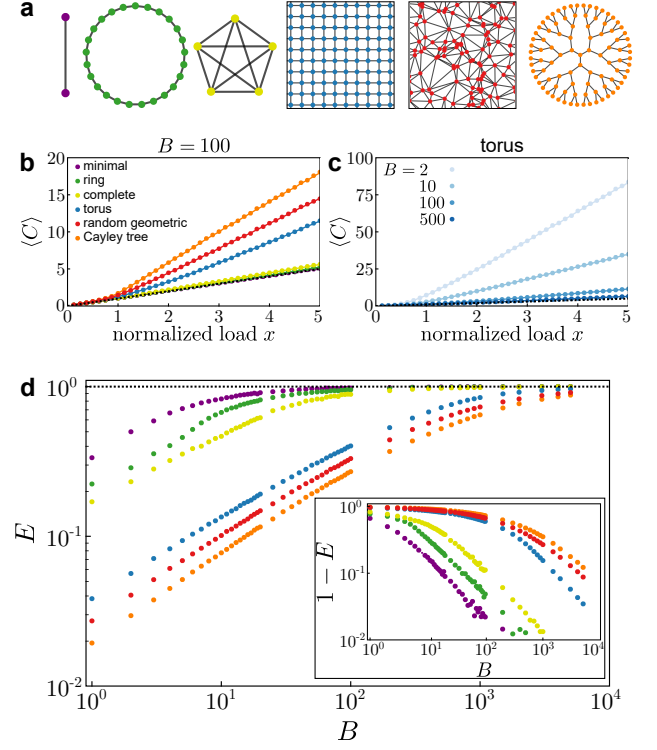 a
b
B = 100
⟨C⟩
20
15
10
5
0
minimal
ring
complete
torus
random geometric
Cayley tree
0 1 2 3 4 5
normalized load x
c
torus
⟨C⟩
100
75
50
25
0
B = 2
10
100
500
0 1 2 3 4 5
normalized load x
d
E
10⁰
10⁻¹
10⁻²
10⁰ 10¹ 10² 10³ 10⁴
B
1 − E
10⁰
10⁻¹
10⁻²
10⁰ 10¹ 10² 10³ 10⁴
B